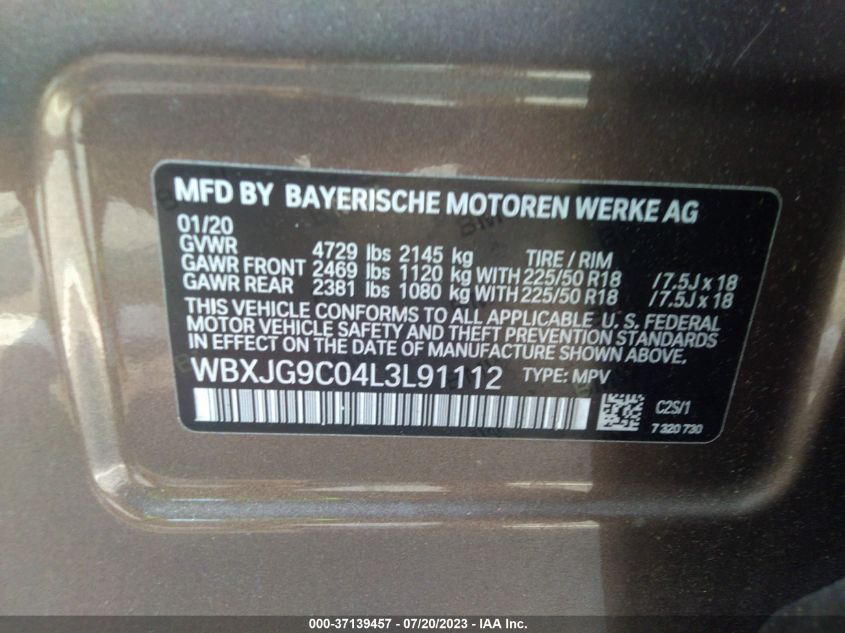 MFD BY BAYERISCHE MOTOREN WERKE AG
01/20
GVWR 4729 lbs 2145 kg TIRE / RIM
GAWR FRONT 2469 lbs 1120 kg WITH 225/50 R18 / 7.5J x 18
GAWR REAR 2381 lbs 1080 kg WITH 225/50 R18 / 7.5J x 18
THIS VEHICLE CONFORMS TO ALL APPLICABLE U. S. FEDERAL
MOTOR VEHICLE SAFETY AND THEFT PREVENTION STANDARDS
IN EFFECT ON THE DATE OF MANUFACTURE SHOWN ABOVE.
WBXJG9C04L3L91112 TYPE: MPV
C2S/1
7 320 730
000-37139457 - 07/20/2023 - IAA Inc.